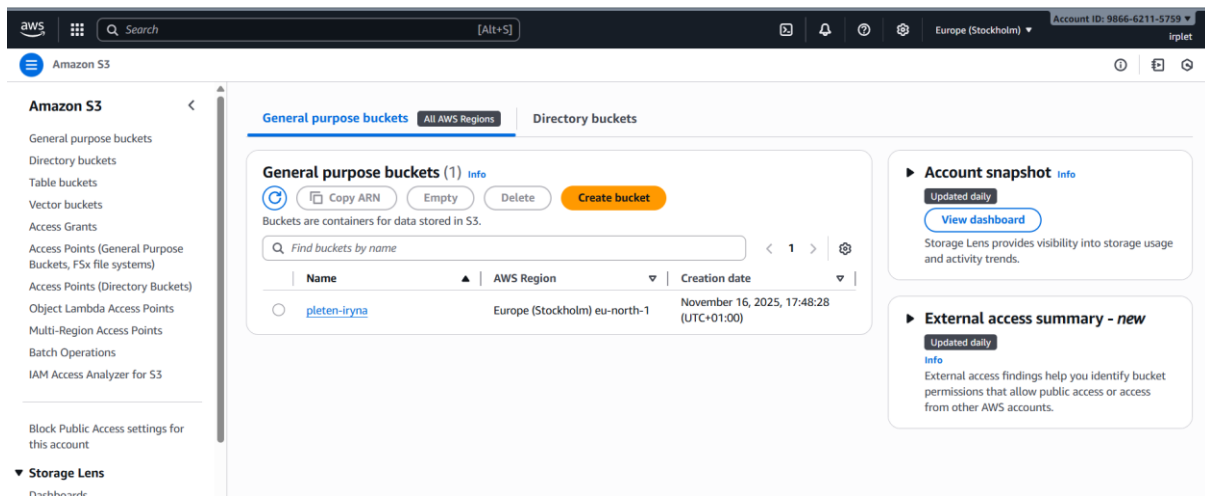 aws
Search [Alt+S]
Europe (Stockholm) ▼
Account ID: 9866-6211-5759 ▼
irplet
Amazon S3
Amazon S3
General purpose buckets
Directory buckets
Table buckets
Vector buckets
Access Grants
Access Points (General Purpose
Buckets, FSx file systems)
Access Points (Directory Buckets)
Object Lambda Access Points
Multi-Region Access Points
Batch Operations
IAM Access Analyzer for S3
Block Public Access settings for
this account
▼ Storage Lens
Dashboards
General purpose buckets All AWS Regions
Directory buckets
General purpose buckets (1) Info
Copy ARN
Empty
Delete
Create bucket
Buckets are containers for data stored in S3.
Find buckets by name
< 1 >
Name ▲ AWS Region ▽ Creation date ▽
pleten-iryna Europe (Stockholm) eu-north-1 November 16, 2025, 17:48:28
(UTC+01:00)
▶ Account snapshot Info
Updated daily
View dashboard
Storage Lens provides visibility into storage usage
and activity trends.
▶ External access summary - new
Updated daily
Info
External access findings help you identify bucket
permissions that allow public access or access
from other AWS accounts.